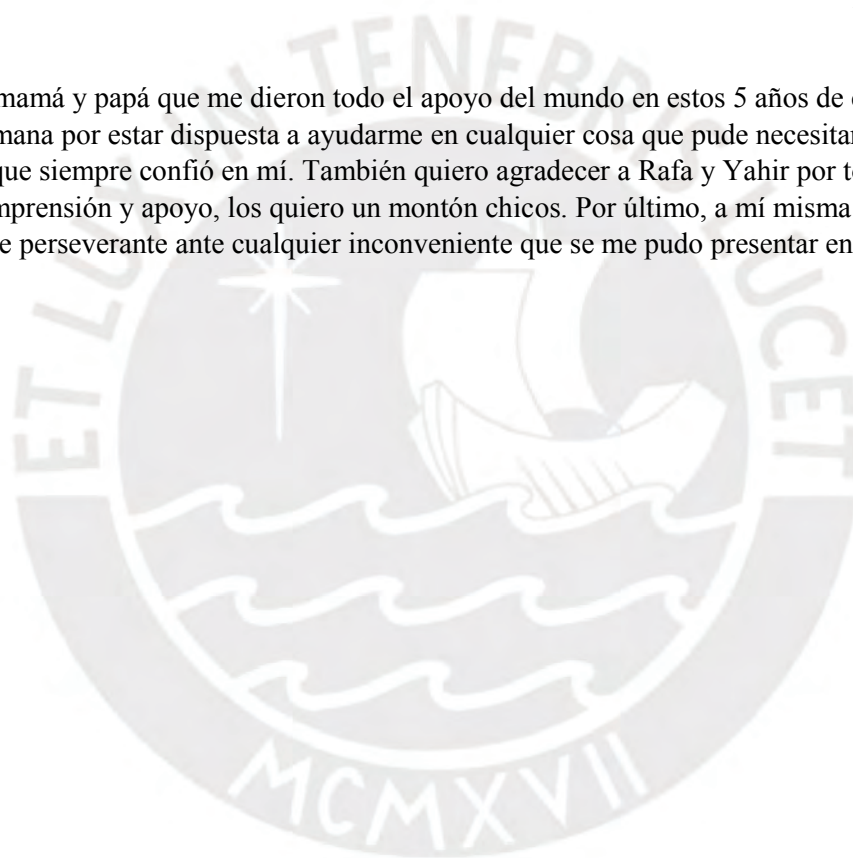 mamá y papá que me dieron todo el apoyo del mundo en estos 5 años de
mana por estar dispuesta a ayudarme en cualquier cosa que pude necesitar
que siempre confió en mí. También quiero agradecer a Rafa y Yahir por
mprensión y apoyo, los quiero un montón chicos. Por último, a mí misma
e perseverante ante cualquier inconveniente que se me pudo presentar en
ET LUX IN TENEBRIS LUCET
MCMXVII